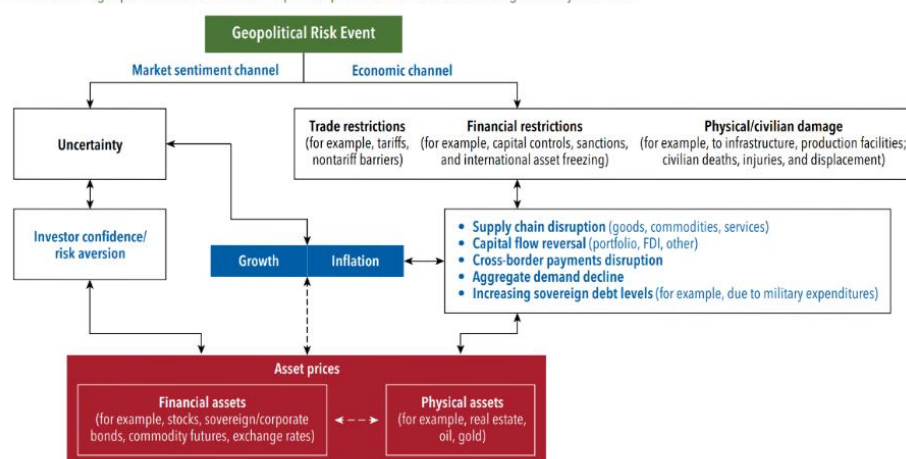 Geopolitical Risk Event
Market sentiment channel
Economic channel
Uncertainty
Trade restrictions
(for example, tariffs,
nontariff barriers)
Financial restrictions
(for example, capital controls, sanctions,
and international asset freezing)
Physical/civilian damage
(for example, to infrastructure, production facilities;
civilian deaths, injuries, and displacement)
Investor confidence/
risk aversion
Growth
Inflation
• Supply chain disruption (goods, commodities, services)
• Capital flow reversal (portfolio, FDI, other)
• Cross-border payments disruption
• Aggregate demand decline
• Increasing sovereign debt levels (for example, due to military expenditures)
Asset prices
Financial assets
(for example, stocks, sovereign/corporate
bonds, commodity futures, exchange rates)
Physical assets
(for example, real estate,
oil, gold)